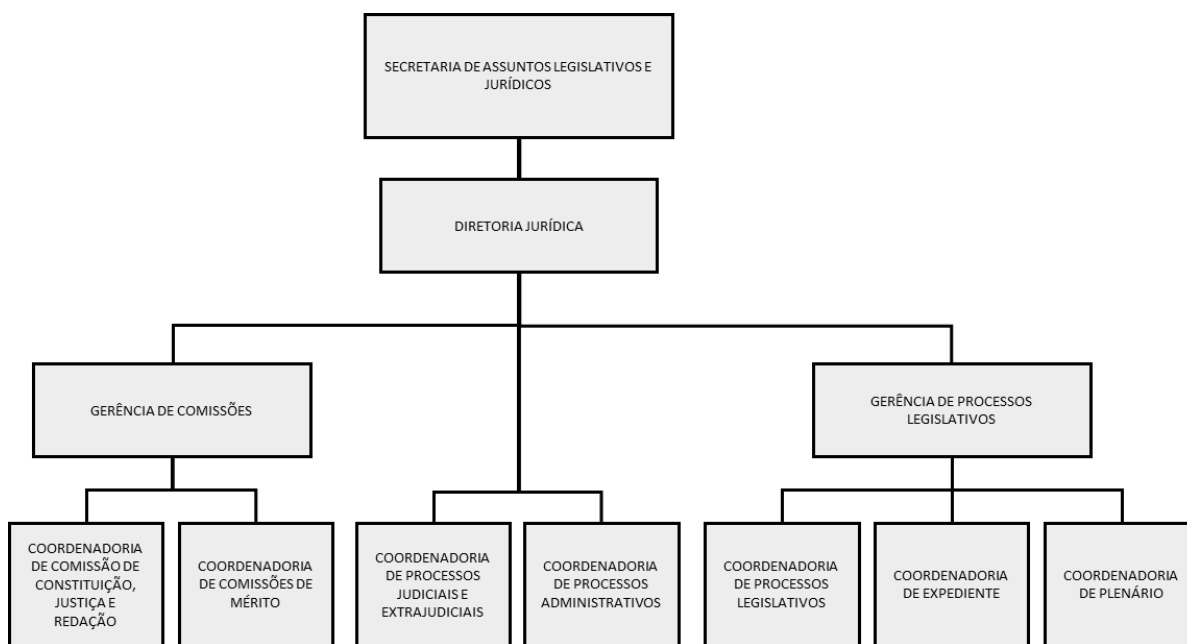 SECRETARIA DE ASSUNTOS LEGISLATIVOS E
JURÍDICOS
DIRETORIA JURÍDICA
GERÊNCIA DE COMISSÕES
GERÊNCIA DE PROCESSOS
LEGISLATIVOS
COORDENADORIA
DE COMISSÃO DE
CONSTITUIÇÃO,
JUSTIÇA E
REDAÇÃO
COORDENADORIA
DE COMISSÕES DE
MÉRITO
COORDENADORIA
DE PROCESSOS
JUDICIAIS E
EXTRAJUDICIAIS
COORDENADORIA
DE PROCESSOS
ADMINISTRATIVOS
COORDENADORIA
DE PROCESSOS
LEGISLATIVOS
COORDENADORIA
DE EXPEDIENTE
COORDENADORIA
DE PLENÁRIO